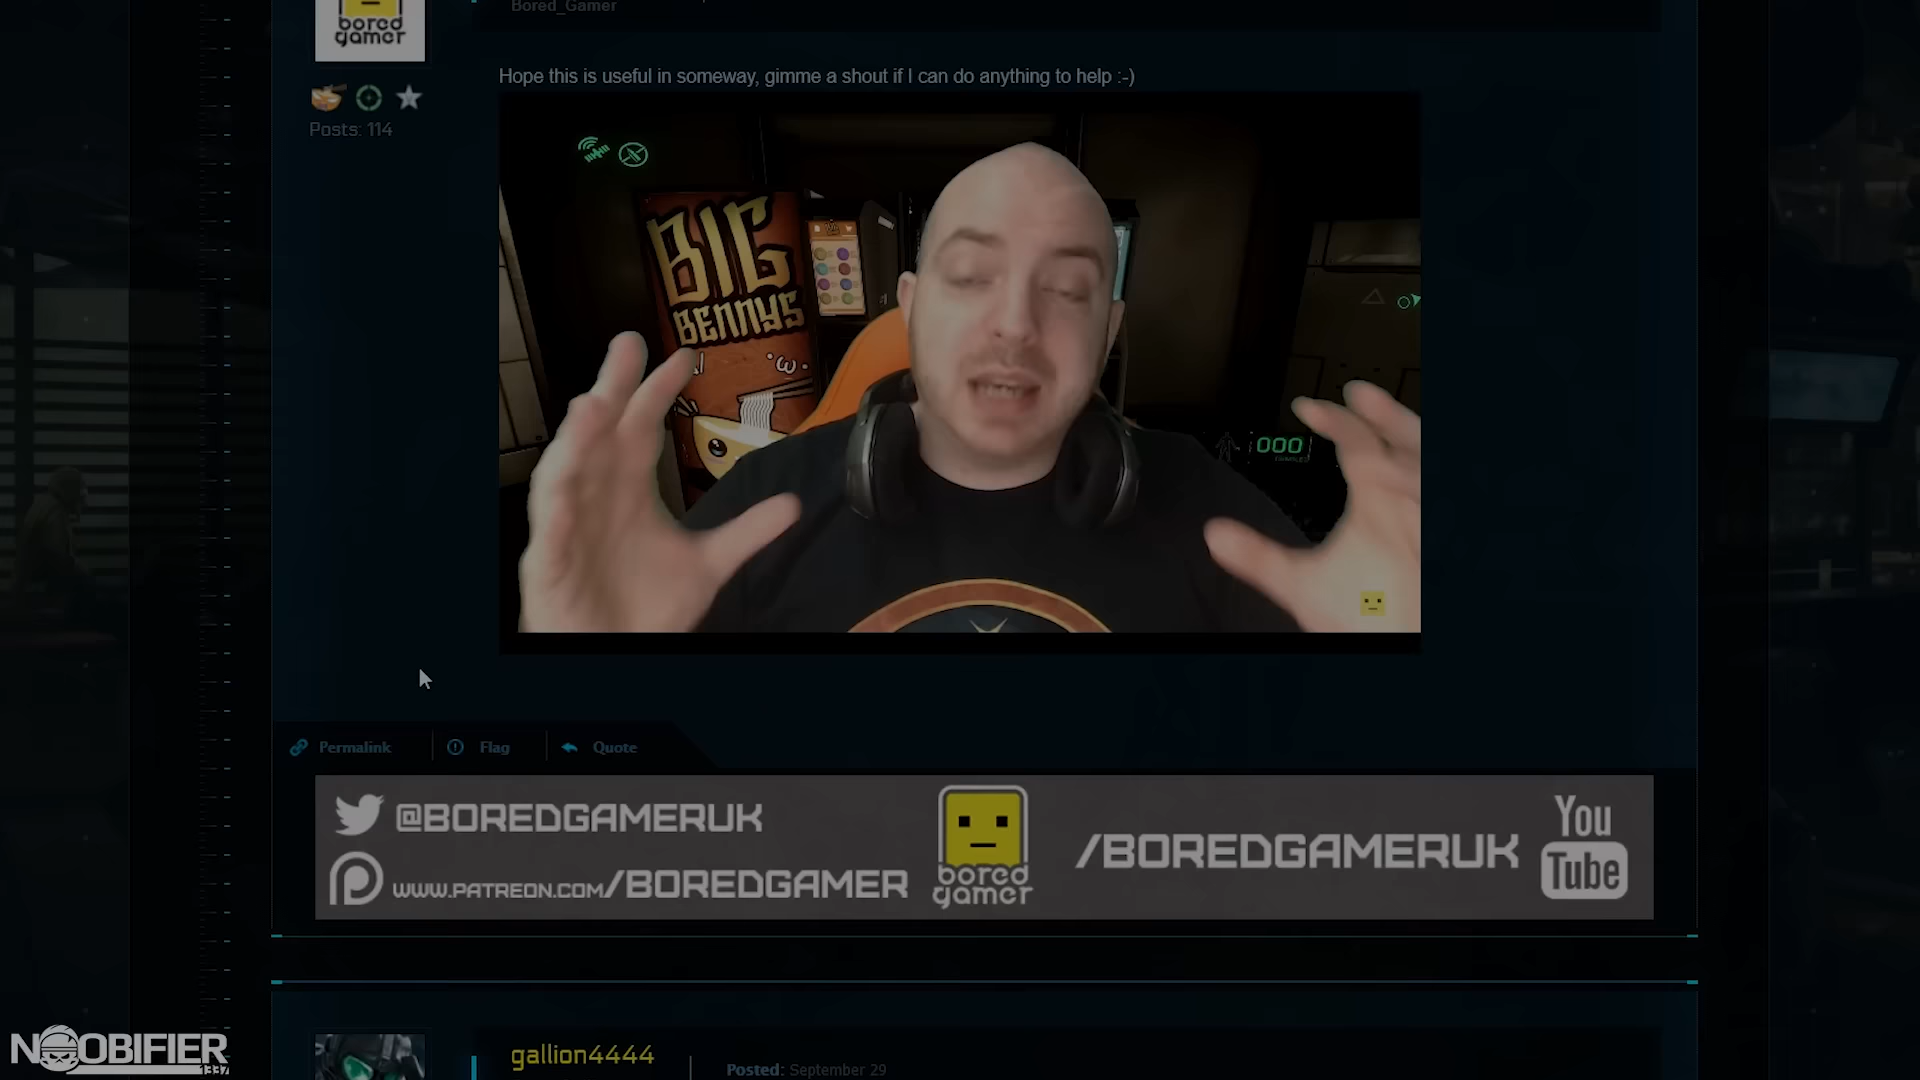 bored
gamer
Bored_Gamer
Hope this is useful in someway, gimme a shout if I can do anything to help :-)
Posts: 114
BIG
BENNYS
000
Permalink
Flag
Quote
@BOREDGAMERUK
WWW.PATREON.COM/BOREDGAMER
bored
gamer
/BOREDGAMERUK
You
Tube
NOOBIFIER
1337
gallion4444
Posted: September 29